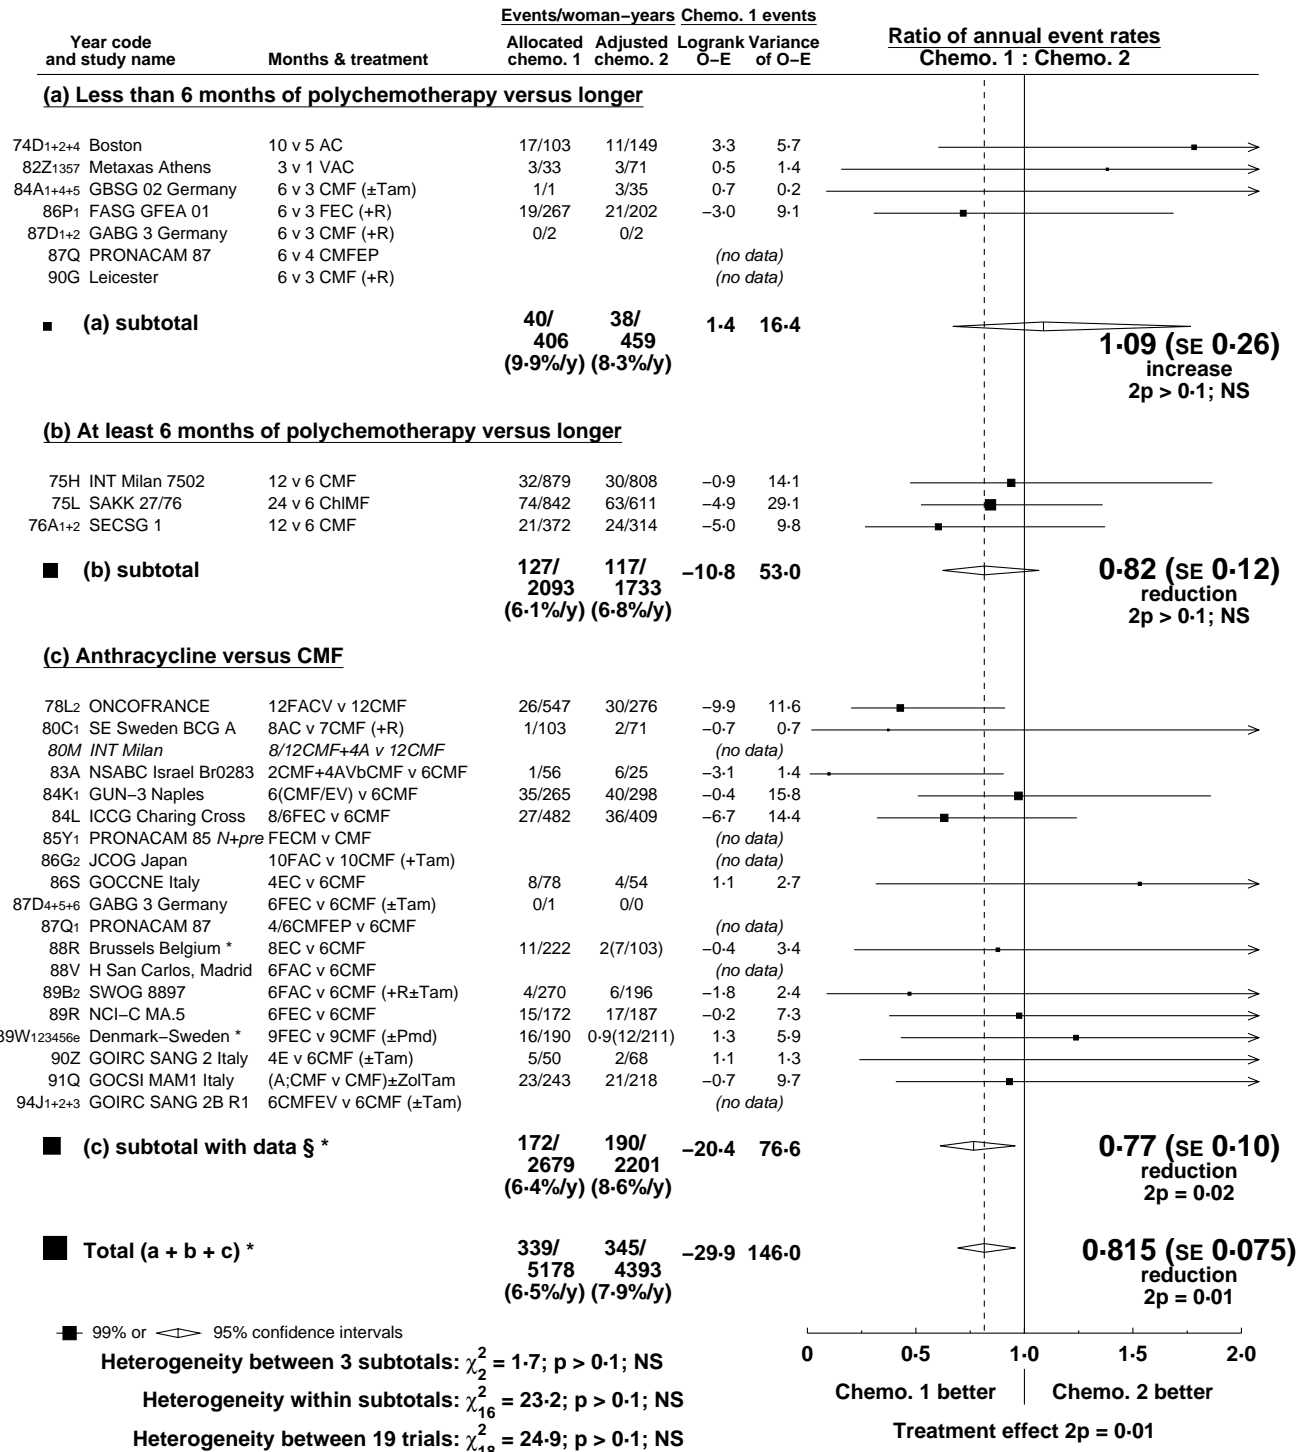 Events/woman−years Chemo. 1 events
Year code and study name Months & treatment Allocated chemo. 1 Adjusted chemo. 2 Logrank O−E Variance of O−E Ratio of annual event rates Chemo. 1 : Chemo. 2
(a) Less than 6 months of polychemotherapy versus longer
74D1+2+4 Boston 10 v 5 AC 17/103 11/149 3·3 5·7
82Z1357 Metaxas Athens 3 v 1 VAC 3/33 3/71 0·5 1·4
84A1+4+5 GBSG 02 Germany 6 v 3 CMF (±Tam) 1/1 3/35 0·7 0·2
86P1 FASG GFEA 01 6 v 3 FEC (+R) 19/267 21/202 −3·0 9·1
87D1+2 GABG 3 Germany 6 v 3 CMF (+R) 0/2 0/2
87Q PRONACAM 87 6 v 4 CMFEP (no data)
90G Leicester 6 v 3 CMF (+R) (no data)
(a) subtotal 40/ 38/ 1·4 16·4
406 459
(9·9%/y) (8·3%/y)
1·09 (SE 0·26)
increase
2p > 0·1; NS
(b) At least 6 months of polychemotherapy versus longer
75H INT Milan 7502 12 v 6 CMF 32/879 30/808 −0·9 14·1
75L SAKK 27/76 24 v 6 ChlMF 74/842 63/611 −4·9 29·1
76A1+2 SECSG 1 12 v 6 CMF 21/372 24/314 −5·0 9·8
(b) subtotal 127/ 117/ −10·8 53·0
2093 1733
(6·1%/y) (6·8%/y)
0·82 (SE 0·12)
reduction
2p > 0·1; NS
(c) Anthracycline versus CMF
78L2 ONCOFRANCE 12FACV v 12CMF 26/547 30/276 −9·9 11·6
80C1 SE Sweden BCG A 8AC v 7CMF (+R) 1/103 2/71 −0·7 0·7
80M INT Milan 8/12CMF+4A v 12CMF (no data)
83A NSABC Israel Br0283 2CMF+4AVbCMF v 6CMF 1/56 6/25 −3·1 1·4
84K1 GUN−3 Naples 6(CMF/EV) v 6CMF 35/265 40/298 −0·4 15·8
84L ICCG Charing Cross 8/6FEC v 6CMF 27/482 36/409 −6·7 14·4
85Y1 PRONACAM 85 N+pre FECM v CMF (no data)
86G2 JCOG Japan 10FAC v 10CMF (+Tam) (no data)
86S GOCCNE Italy 4EC v 6CMF 8/78 4/54 1·1 2·7
87D4+5+6 GABG 3 Germany 6FEC v 6CMF (±Tam) 0/1 0/0
87Q1 PRONACAM 87 4/6CMFEP v 6CMF (no data)
88R Brussels Belgium * 8EC v 6CMF 11/222 2(7/103) −0·4 3·4
88V H San Carlos, Madrid 6FAC v 6CMF (no data)
89B2 SWOG 8897 6FAC v 6CMF (+R±Tam) 4/270 6/196 −1·8 2·4
89R NCI−C MA.5 6FEC v 6CMF 15/172 17/187 −0·2 7·3
39W123456e Denmark−Sweden * 9FEC v 9CMF (±Pmd) 16/190 0·9(12/211) 1·3 5·9
90Z GOIRC SANG 2 Italy 4E v 6CMF (±Tam) 5/50 2/68 1·1 1·3
91Q GOCSI MAM1 Italy (A;CMF v CMF)±ZolTam 23/243 21/218 −0·7 9·7
94J1+2+3 GOIRC SANG 2B R1 6CMFEV v 6CMF (±Tam) (no data)
(c) subtotal with data § * 172/ 190/ −20·4 76·6
2679 2201
(6·4%/y) (8·6%/y)
0·77 (SE 0·10)
reduction
2p = 0·02
Total (a + b + c) * 339/ 345/ −29·9 146·0
5178 4393
(6·5%/y) (7·9%/y)
0·815 (SE 0·075)
reduction
2p = 0·01
99% or 95% confidence intervals
0 0·5 1·0 1·5 2·0
Chemo. 1 better Chemo. 2 better
Treatment effect 2p = 0·01
Heterogeneity between 3 subtotals: χ²₂ = 1·7; p > 0·1; NS
Heterogeneity within subtotals: χ²₁₆ = 23·2; p > 0·1; NS
Heterogeneity between 19 trials: χ²₁₈ = 24·9; p > 0·1; NS